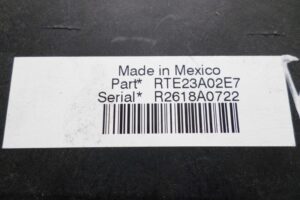 Made in Mexico
Part* RTE23A02E7
Serial* R2618A0722